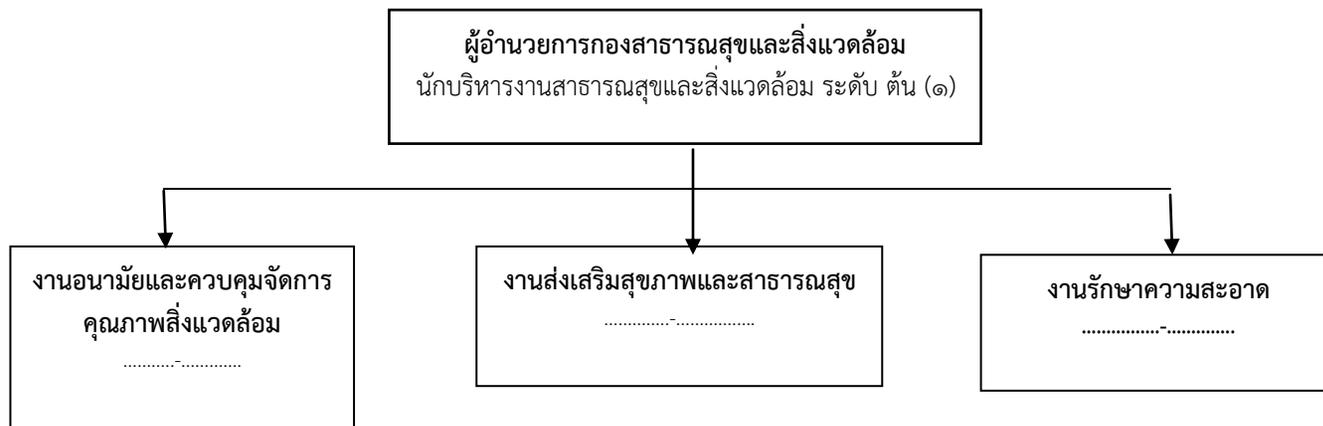 ผู้อำนวยการกองสาธารณสุขและสิ่งแวดล้อม
นักบริหารงานสาธารณสุขและสิ่งแวดล้อม ระดับ ต้น (๑)
งานอนามัยและควบคุมจัดการ
คุณภาพสิ่งแวดล้อม
...........-.............
งานส่งเสริมสุขภาพและสาธารณสุข
..............-.................
งานรักษาความสะอาด
.................-...............